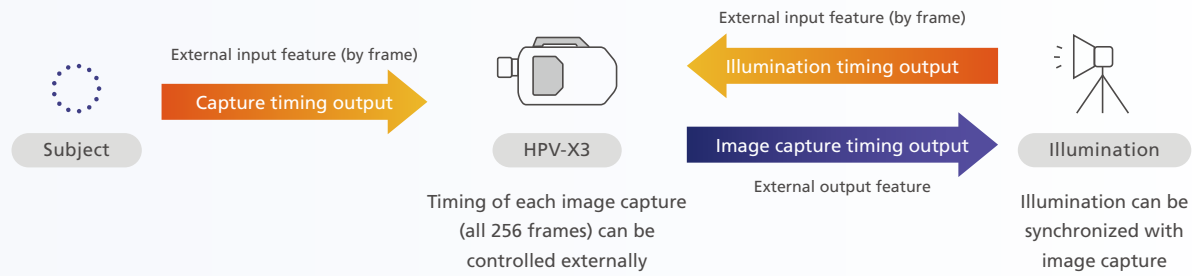 External input feature (by frame)
Capture timing output
Subject
HPV-X3
Timing of each image capture
(all 256 frames) can be
controlled externally
External input feature (by frame)
Illumination timing output
Image capture timing output
External output feature
Illumination
Illumination can be
synchronized with
image capture